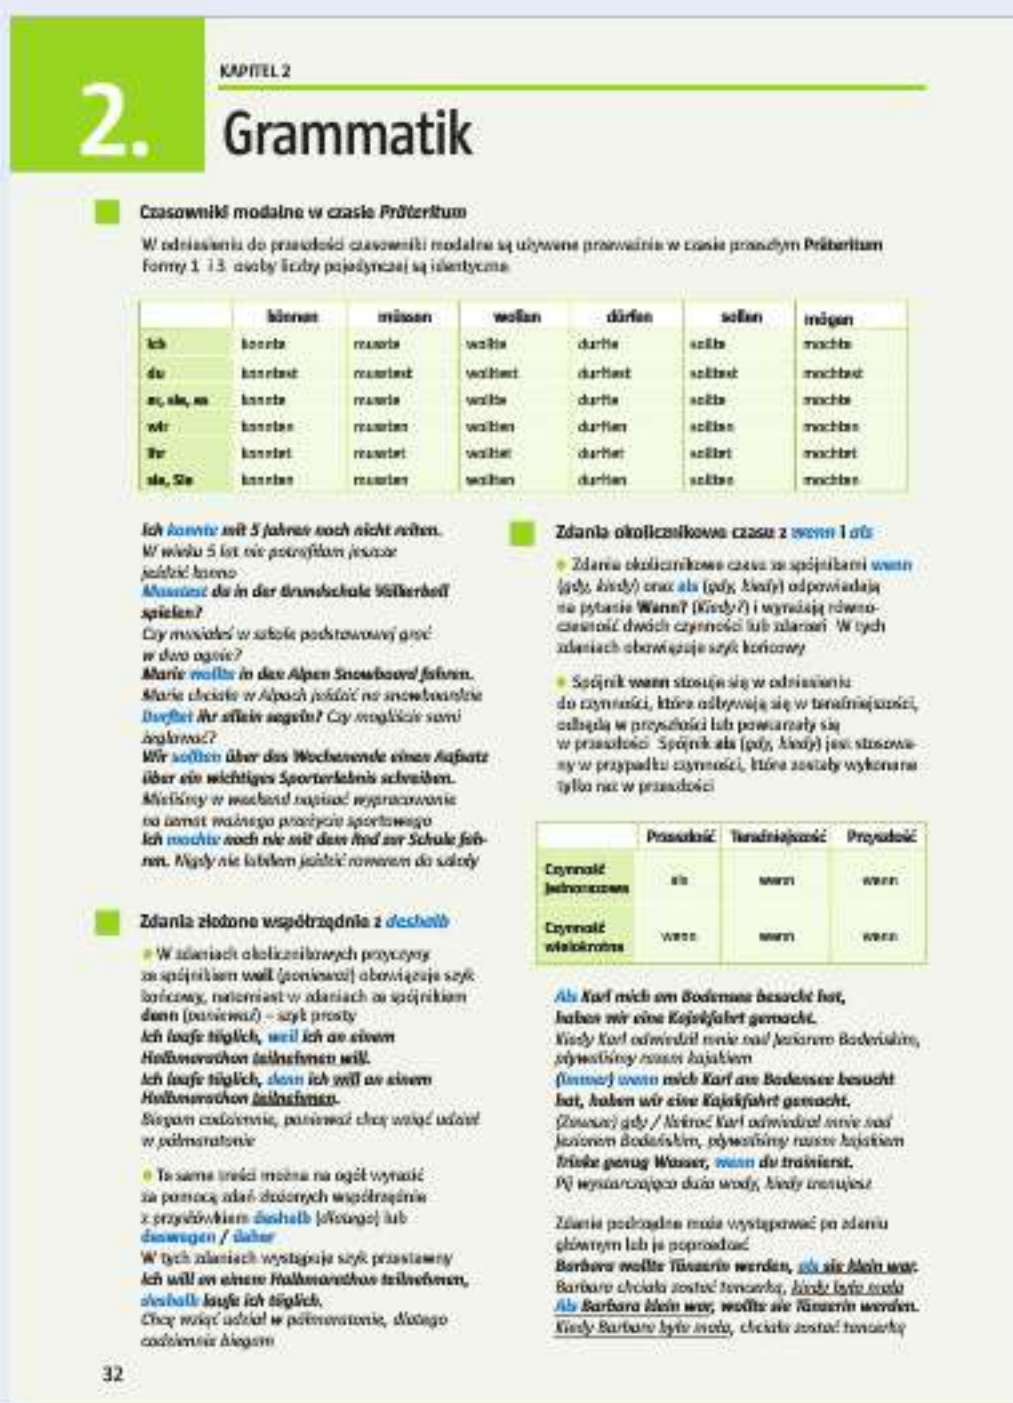 2.
KAPITEL 2
Grammatik
Czasowniki modalne w czasie Präteritum
W odniesieniu do przeszłości czasowniki modalne są używane przeważnie w czasie przeszłym Präteritum
Formy 1 i 3 osoby liczby pojedynczej są identyczne
können müssen wollen dürfen sollen mögen
ich konnte musste wollte durfte sollte mochte
du konntest musstest wolltest durftest solltest mochtest
er, sie, es konnte musste wollte durfte sollte mochte
wir konnten mussten wollten durften sollten mochten
ihr konntet musstet wolltet durftet solltet mochtet
sie, Sie konnten mussten wollten durften sollten mochten
Ich konnte mit 5 Jahren noch nicht reiten.
W wieku 5 lat nie potrafiłam jeszcze
jeździć konno
Musstest du in der Grundschule Völkerball
spielen?
Czy musiałeś w szkole podstawowej grać
w dwa ognie?
Marie wollte in den Alpen Snowboard fahren.
Marie chciała w Alpach jeździć na snowboardzie
Durftet ihr allein segeln? Czy mogliście sami
żeglować?
Wir sollten über das Wochenende einen Aufsatz
über ein wichtiges Sporterlebnis schreiben.
Mieliśmy w weekend napisać wypracowanie
na temat ważnego przeżycia sportowego
Ich mochte noch nie mit dem Rad zur Schule fah-
ren. Nigdy nie lubiłem jeździć rowerem do szkoły
Zdania złożone współrzędnie z deshalb
W zdaniach okolicznikowych przyczyny
ze spójnikiem weil (ponieważ) obowiązuje szyk
końcowy, natomiast w zdaniach ze spójnikiem
denn (ponieważ) – szyk prosty
Ich laufe täglich, weil ich an einem
Halbmarathon teilnehmen will.
Ich laufe täglich, denn ich will an einem
Halbmarathon teilnehmen.
Biegam codziennie, ponieważ chcę wziąć udział
w półmaratonie
Te same treści można na ogół wyrazić
za pomocą zdań złożonych współrzędnie
z przysłówkiem deshalb (dlatego) lub
deswegen / daher
W tych zdaniach występuje szyk przestawny
Ich will an einem Halbmarathon teilnehmen,
deshalb laufe ich täglich.
Chcę wziąć udział w półmaratonie, dlatego
codziennie biegam
32
Zdania okolicznikowe czasu z wenn i als
Zdania okolicznikowe czasu ze spójnikami wenn
(gdy, kiedy) oraz als (gdy, kiedy) odpowiadają
na pytanie Wann? (Kiedy?) i wyrażają równo-
czesność dwóch czynności lub zdarzeń W tych
zdaniach obowiązuje szyk końcowy
Spójnik wenn stosuje się w odniesieniu
do czynności, które odbywają się w teraźniejszości,
odbędą w przyszłości lub powtarzały się
w przeszłości Spójnik als (gdy, kiedy) jest stosowa-
ny w przypadku czynności, które zostały wykonane
tylko raz w przeszłości
Przeszłość Teraźniejszość Przyszłość
Czynność
jednorazowa als wenn wenn
Czynność
wielokrotna wenn wenn wenn
Als Karl mich am Bodensee besucht hat,
haben wir eine Kajakfahrt gemacht.
Kiedy Karl odwiedził mnie nad Jeziorem Bodeńskim,
pływaliśmy razem kajakiem
(Immer) wenn mich Karl am Bodensee besucht
hat, haben wir eine Kajakfahrt gemacht.
(Zawsze) gdy / Ilekroć Karl odwiedzał mnie nad
Jeziorem Bodeńskim, pływaliśmy razem kajakiem
Trinke genug Wasser, wenn du trainierst.
Pij wystarczająco dużo wody, kiedy trenujesz
Zdanie podrzędne może występować po zdaniu
głównym lub je poprzedzać
Barbara wollte Tänzerin werden, als sie klein war.
Barbara chciała zostać tancerką, kiedy była mała
Als Barbara klein war, wollte sie Tänzerin werden.
Kiedy Barbara była mała, chciała zostać tancerką